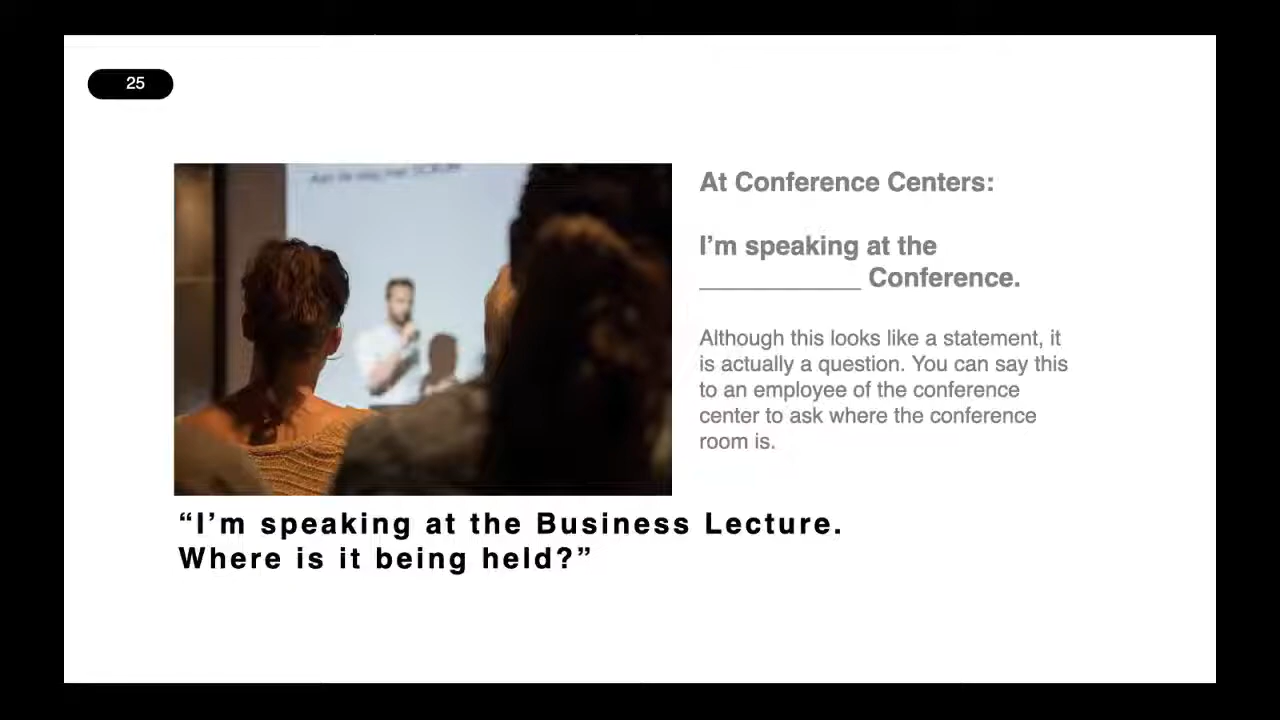 25
At Conference Centers:
I’m speaking at the
____________ Conference.
Although this looks like a statement, it
is actually a question. You can say this
to an employee of the conference
center to ask where the conference
room is.
“I’m speaking at the Business Lecture.
Where is it being held?”